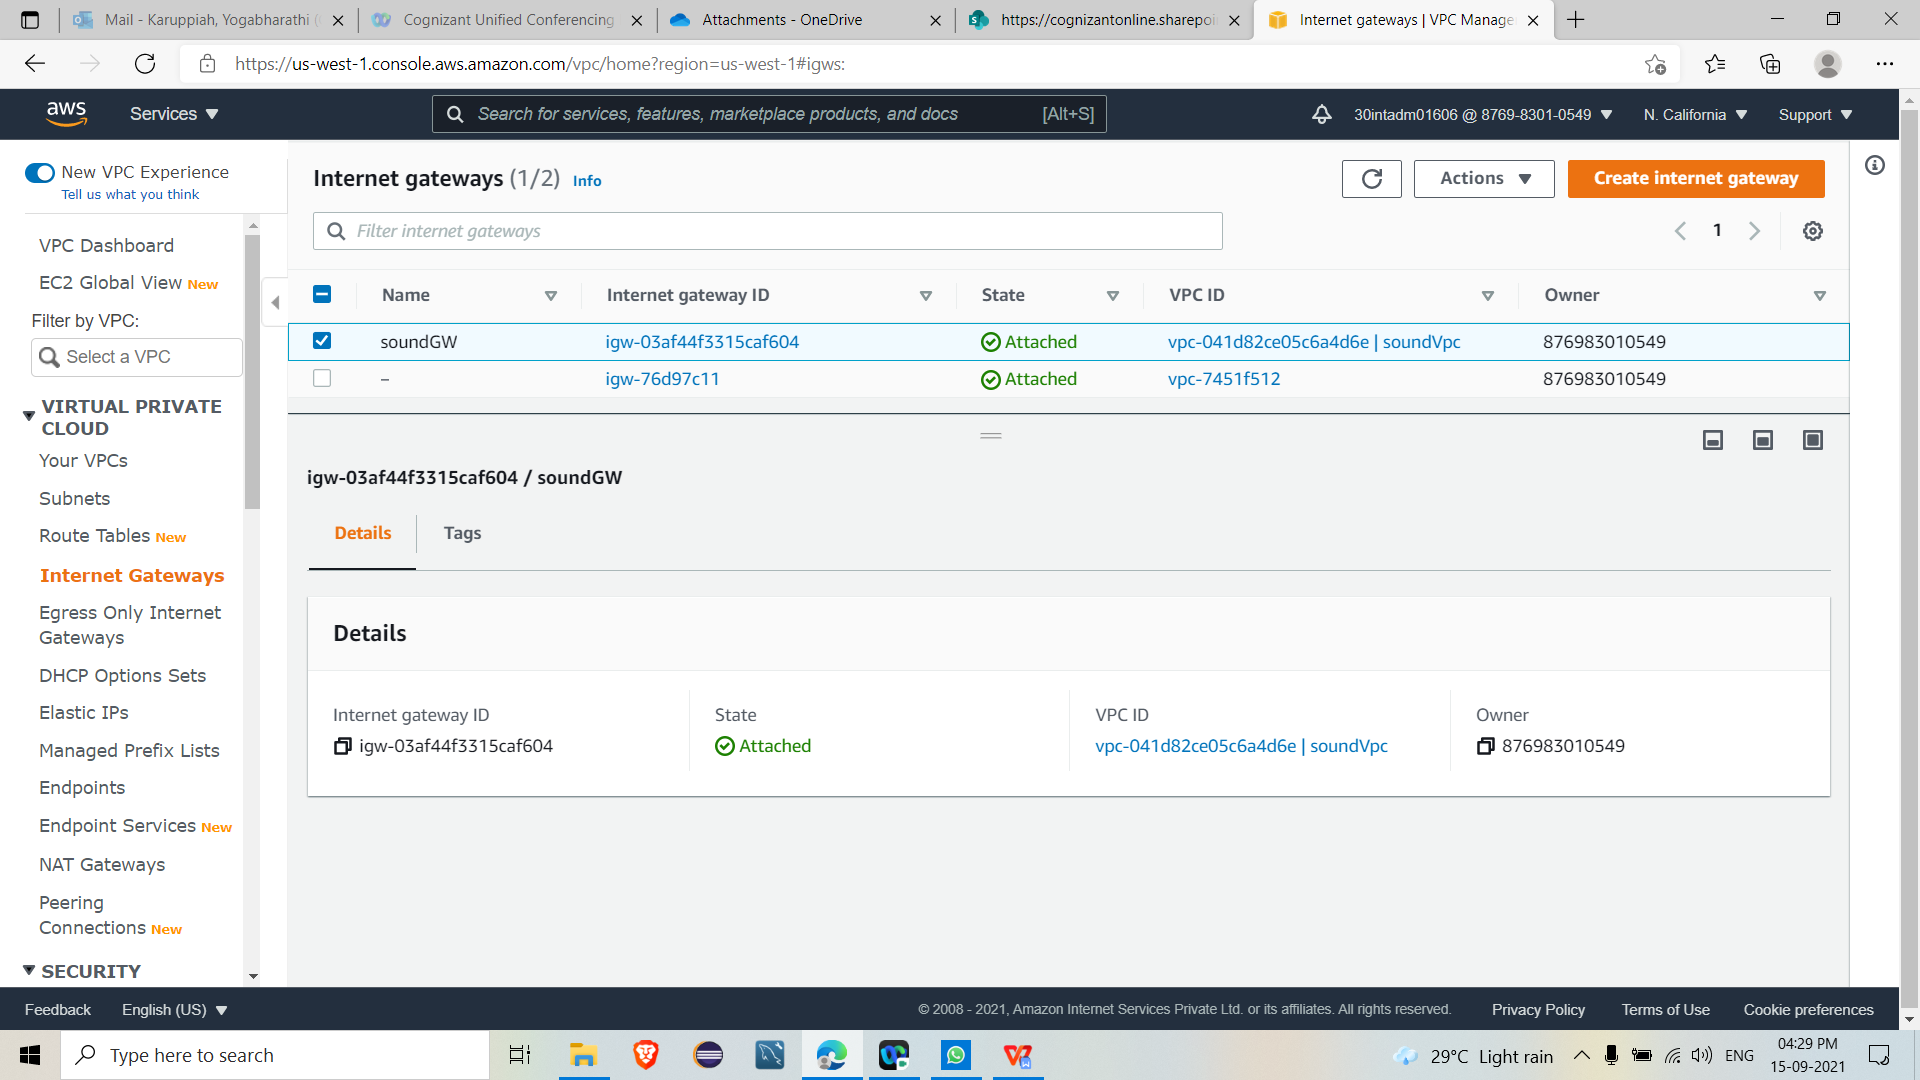 Mail - Karuppiah, Yogabharathi (
Cognizant Unified Conferencing
Attachments - OneDrive
https://cognizantonline.sharepoi
Internet gateways | VPC Manage
https://us-west-1.console.aws.amazon.com/vpc/home?region=us-west-1#igws:
aws
Services
Search for services, features, marketplace products, and docs
[Alt+S]
30intadm01606 @ 8769-8301-0549
N. California
Support
New VPC Experience
Tell us what you think
VPC Dashboard
EC2 Global View New
Filter by VPC:
Select a VPC
VIRTUAL PRIVATE
CLOUD
Your VPCs
Subnets
Route Tables New
Internet Gateways
Egress Only Internet
Gateways
DHCP Options Sets
Elastic IPs
Managed Prefix Lists
Endpoints
Endpoint Services New
NAT Gateways
Peering
Connections New
SECURITY
Internet gateways (1/2) Info
Actions
Create internet gateway
Filter internet gateways
1
Name Internet gateway ID State VPC ID Owner
soundGW igw-03af44f3315caf604 Attached vpc-041d82ce05c6a4d6e | soundVpc 876983010549
– igw-76d97c11 Attached vpc-7451f512 876983010549
igw-03af44f3315caf604 / soundGW
Details
Tags
Details
Internet gateway ID
igw-03af44f3315caf604
State
Attached
VPC ID
vpc-041d82ce05c6a4d6e | soundVpc
Owner
876983010549
Feedback
English (US)
© 2008 - 2021, Amazon Internet Services Private Ltd. or its affiliates. All rights reserved.
Privacy Policy
Terms of Use
Cookie preferences
Type here to search
29°C Light rain
ENG
04:29 PM
15-09-2021